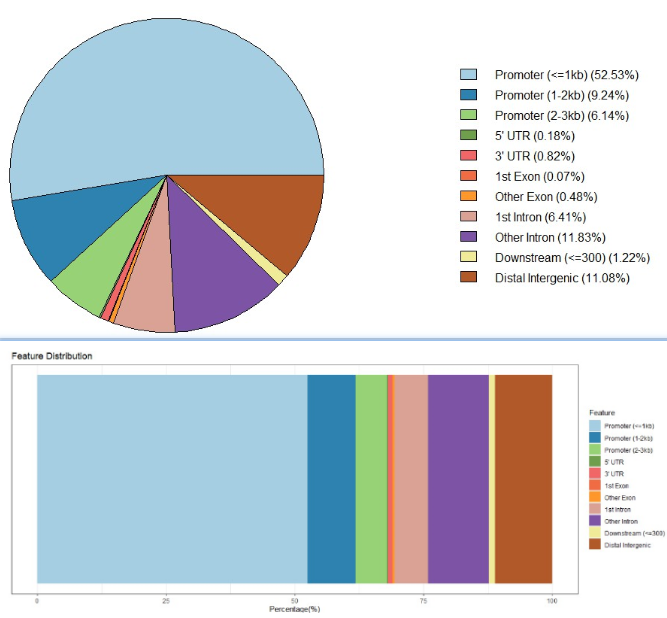 Promoter (<=1kb) (52.53%)
Promoter (1-2kb) (9.24%)
Promoter (2-3kb) (6.14%)
5' UTR (0.18%)
3' UTR (0.82%)
1st Exon (0.07%)
Other Exon (0.48%)
1st Intron (6.41%)
Other Intron (11.83%)
Downstream (<=300) (1.22%)
Distal Intergenic (11.08%)
Feature Distribution
Feature
Promoter (<=1kb)
Promoter (1-2kb)
Promoter (2-3kb)
5' UTR
3' UTR
1st Exon
Other Exon
1st Intron
Other Intron
Downstream (<=300)
Distal Intergenic
0 25 50 75 100
Percentage(%)